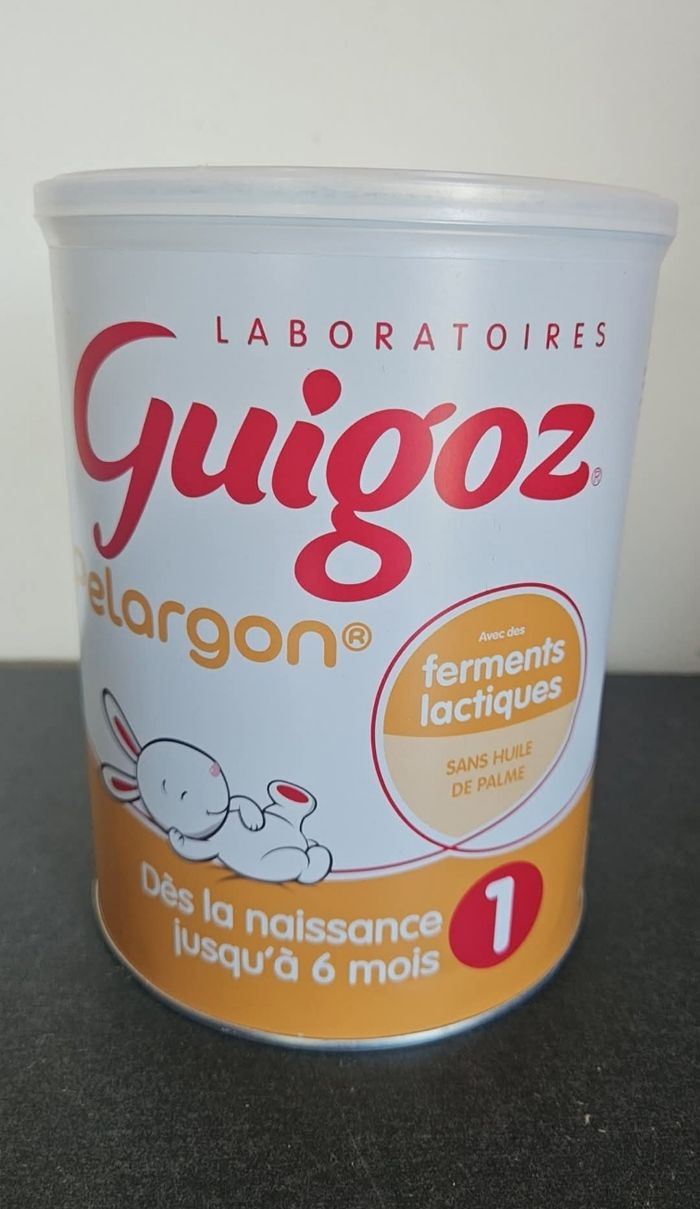 LABORATOIRES
Guigoz®
Pelargon®
Avec des
ferments
lactiques
SANS HUILE
DE PALME
Dès la naissance
jusqu'à 6 mois
1